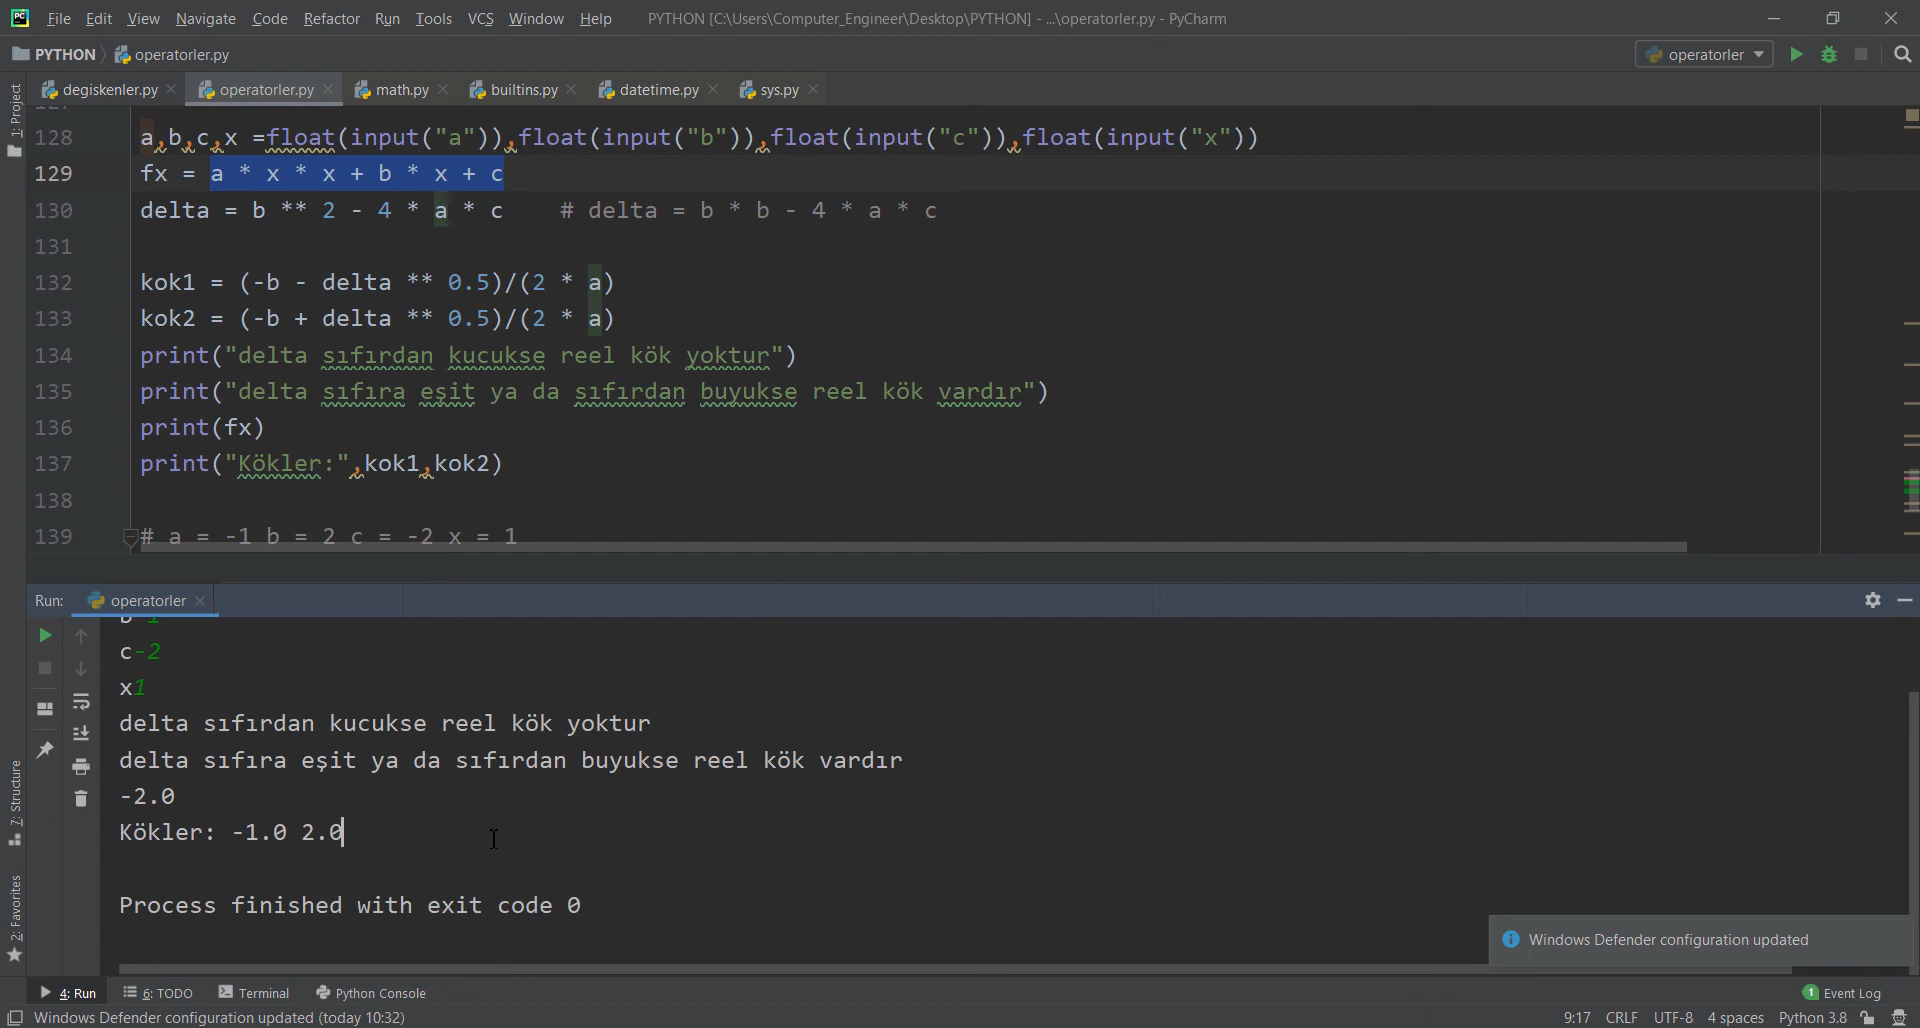 File Edit View Navigate Code Refactor Run Tools VCS Window Help PYTHON [C:\Users\Computer_Engineer\Desktop\PYTHON] - ...\operatorler.py - PyCharm
PYTHON operatorler.py operatorler
degiskenler.py operatorler.py math.py builtins.py datetime.py sys.py
1: Project
128 a,b,c,x =float(input("a")),float(input("b")),float(input("c")),float(input("x"))
129 fx = a * x * x + b * x + c
130 delta = b ** 2 - 4 * a * c    # delta = b * b - 4 * a * c
131
132 kok1 = (-b - delta ** 0.5)/(2 * a)
133 kok2 = (-b + delta ** 0.5)/(2 * a)
134 print("delta sıfırdan kucukse reel kök yoktur")
135 print("delta sıfıra eşit ya da sıfırdan buyukse reel kök vardır")
136 print(fx)
137 print("Kökler:",kok1,kok2)
138
139 # a = -1 b = 2 c = -2 x = 1
Run: operatorler
c-2
x1
delta sıfırdan kucukse reel kök yoktur
delta sıfıra eşit ya da sıfırdan buyukse reel kök vardır
-2.0
Kökler: -1.0 2.0
Process finished with exit code 0
7: Structure
2: Favorites
Windows Defender configuration updated
4: Run 6: TODO Terminal Python Console 1 Event Log
Windows Defender configuration updated (today 10:32) 9:17 CRLF UTF-8 4 spaces Python 3.8